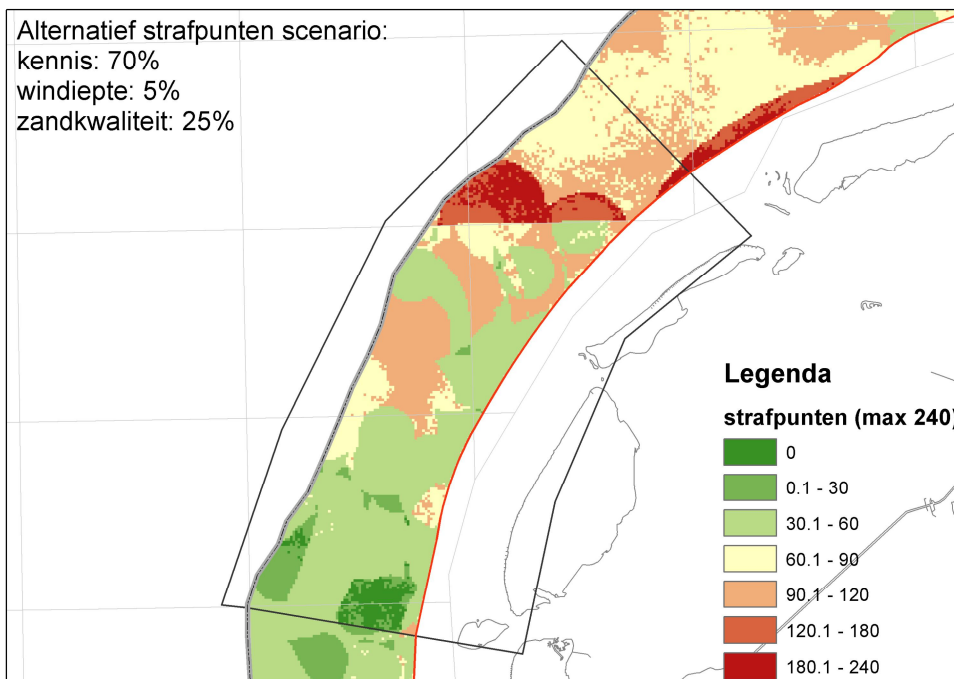 Alternatief strafpunten scenario:
kennis: 70%
windiepte: 5%
zandkwaliteit: 25%
Legenda
strafpunten (max 240)
0
0.1 - 30
30.1 - 60
60.1 - 90
90.1 - 120
120.1 - 180
180.1 - 240